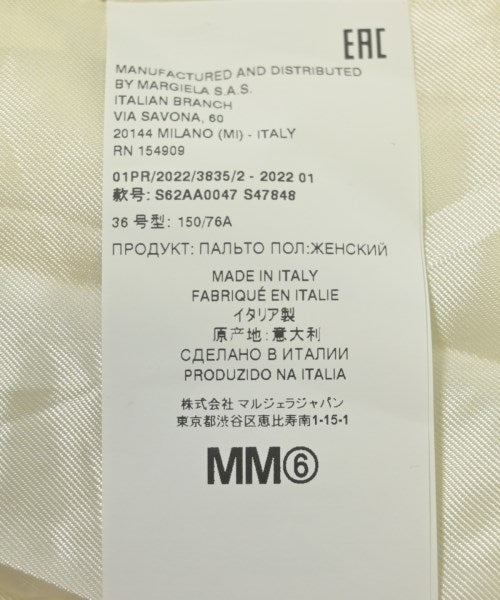 EAC
MANUFACTURED AND DISTRIBUTED
BY MARGIELA S.A.S.
ITALIAN BRANCH
VIA SAVONA, 60
20144 MILANO (MI) - ITALY
RN 154909
01PR/2022/3835/2 - 2022 01
款号: S62AA0047 S47848
36 号型: 150/76A
ПРОДУКТ: ПАЛЬТО ПОЛ:ЖЕНСКИЙ
MADE IN ITALY
FABRIQUÉ EN ITALIE
イタリア製
原产地:意大利
СДЕЛАНО В ИТАЛИИ
PRODUZIDO NA ITALIA
株式会社 マルジェラジャパン
東京都渋谷区恵比寿南1-15-1
MM⑥